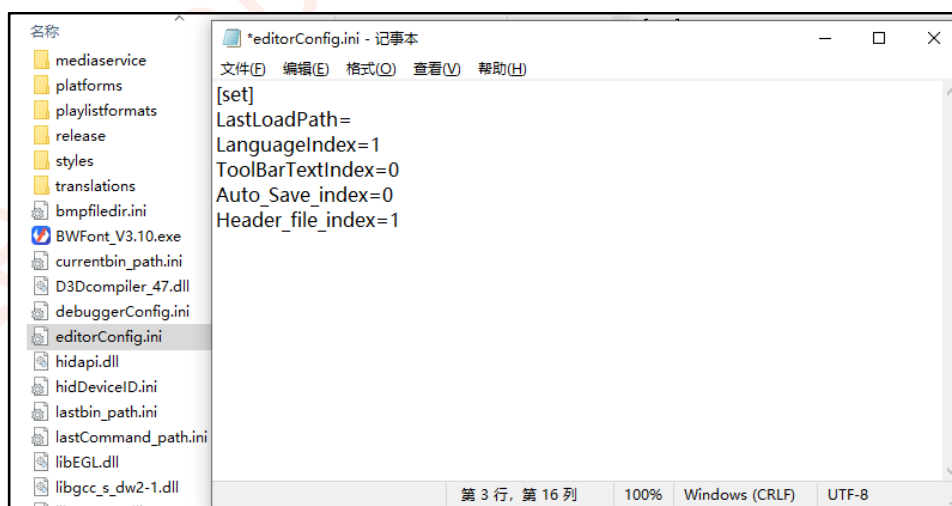 名称
mediaservice
platforms
playlistformats
release
styles
translations
bmpfiledir.ini
BWFont_V3.10.exe
currentbin_path.ini
D3Dcompiler_47.dll
debuggerConfig.ini
editorConfig.ini
hidapi.dll
hidDeviceID.ini
lastbin_path.ini
lastCommand_path.ini
libEGL.dll
libgcc_s_dw2-1.dll
*editorConfig.ini - 记事本
文件(F) 编辑(E) 格式(O) 查看(V) 帮助(H)
[set]
LastLoadPath=
LanguageIndex=1
ToolBarTextIndex=0
Auto_Save_index=0
Header_file_index=1
第 3 行，第 16 列 100% Windows (CRLF) UTF-8